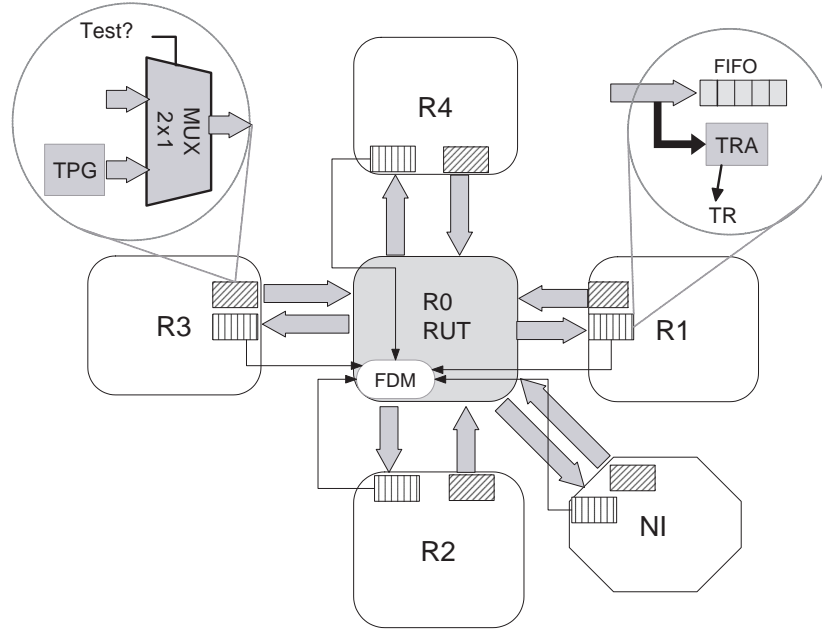 Test?
MUX
2x1
TPG
R4
FIFO
TRA
TR
R3
R0
RUT
R1
FDM
R2
NI